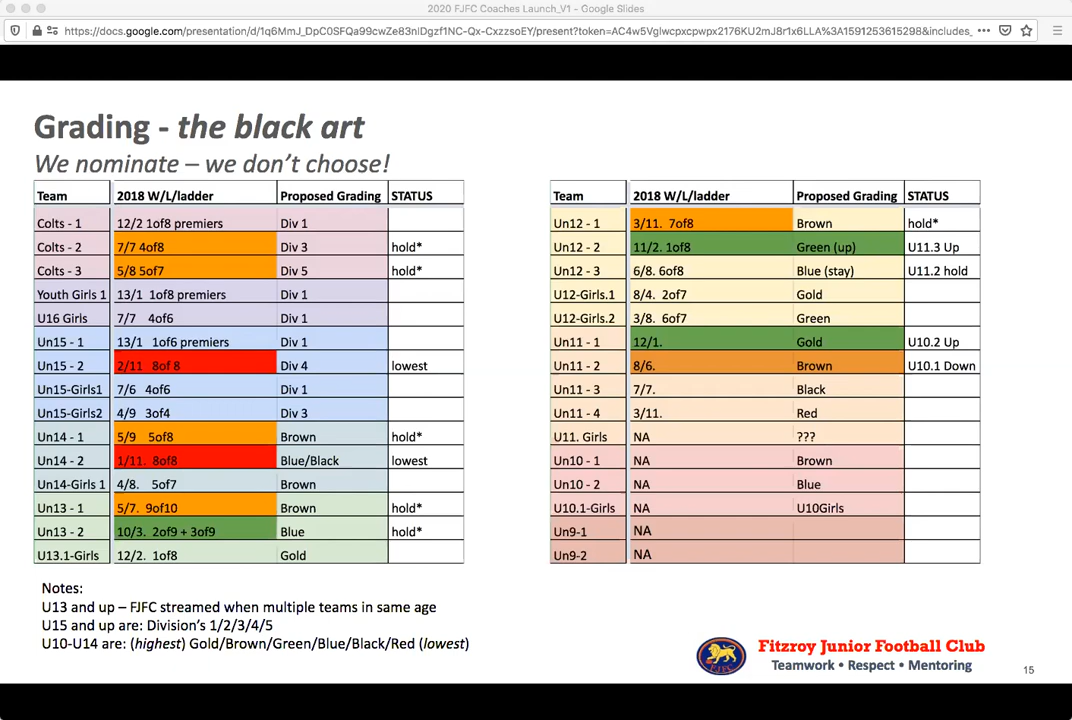 2020 FJFC Coaches Launch_V1 - Google Slides
https://docs.google.com/presentation/d/1q6MmJ_DpC0SFQa99cwZe83nlDgzf1NC-Qx-CxzzsoEY/present?token=AC4w5Vglwcpxcpwpx2176KU2mJ8r1x6LLA%3A1591253615298&includes_
Grading - the black art
We nominate – we don't choose!
Team 2018 W/L/ladder Proposed Grading STATUS
Colts - 1 12/2 1of8 premiers Div 1
Colts - 2 7/7 4of8 Div 3 hold*
Colts - 3 5/8 5of7 Div 5 hold*
Youth Girls 1 13/1 1of8 premiers Div 1
U16 Girls 7/7 4of6 Div 1
Un15 - 1 13/1 1of6 premiers Div 1
Un15 - 2 2/11 8of 8 Div 4 lowest
Un15-Girls1 7/6 4of6 Div 1
Un15-Girls2 4/9 3of4 Div 3
Un14 - 1 5/9 5of8 Brown hold*
Un14 - 2 1/11. 8of8 Blue/Black lowest
Un14-Girls 1 4/8. 5of7 Brown
Un13 - 1 5/7. 9of10 Brown hold*
Un13 - 2 10/3. 2of9 + 3of9 Blue hold*
U13.1-Girls 12/2. 1of8 Gold
Team 2018 W/L/ladder Proposed Grading STATUS
Un12 - 1 3/11. 7of8 Brown hold*
Un12 - 2 11/2. 1of8 Green (up) U11.3 Up
Un12 - 3 6/8. 6of8 Blue (stay) U11.2 hold
U12-Girls.1 8/4. 2of7 Gold
U12-Girls.2 3/8. 6of7 Green
Un11 - 1 12/1. Gold U10.2 Up
Un11 - 2 8/6. Brown U10.1 Down
Un11 - 3 7/7. Black
Un11 - 4 3/11. Red
U11. Girls NA ???
Un10 - 1 NA Brown
Un10 - 2 NA Blue
U10.1-Girls NA U10Girls
Un9-1 NA
Un9-2 NA
Notes:
U13 and up – FJFC streamed when multiple teams in same age
U15 and up are: Division's 1/2/3/4/5
U10-U14 are: (highest) Gold/Brown/Green/Blue/Black/Red (lowest)
Fitzroy Junior Football Club
Teamwork • Respect • Mentoring
15